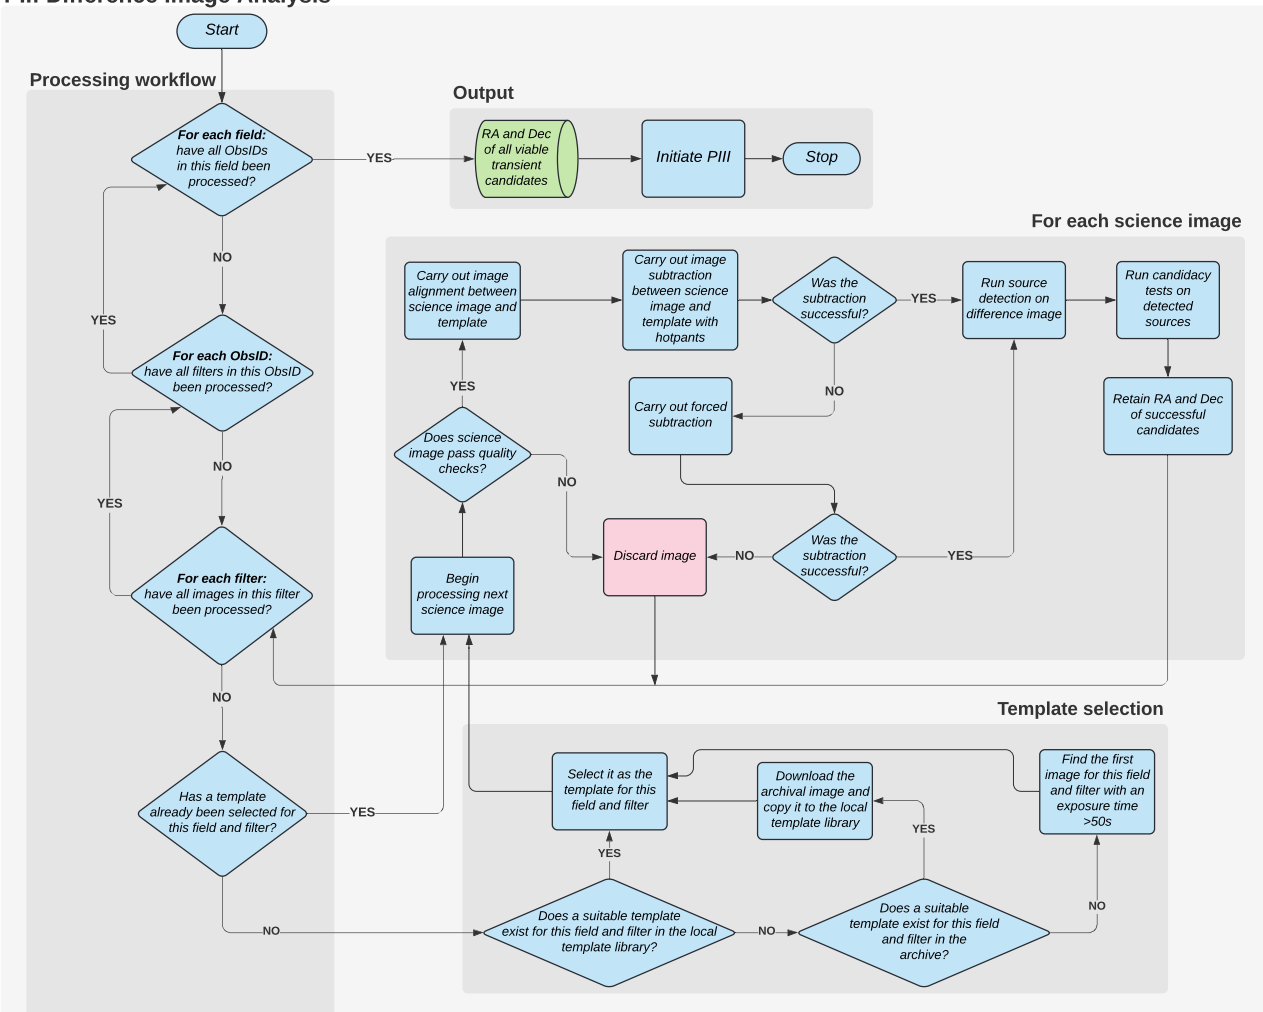 Difference Image Analysis
Start
Processing workflow
For each field:
have all ObsIDs
in this field been
processed?
YES
NO
YES
For each ObsID:
have all filters in this ObsID
been processed?
NO
YES
For each filter:
have all images in this filter
been processed?
NO
Has a template
already been selected for
this field and filter?
YES
NO
Output
RA and Dec
of all viable
transient
candidates
Initiate PIII
Stop
For each science image
Carry out image
alignment between
science image and
template
Carry out image
subtraction
between science
image and
template with
hotpants
Was the
subtraction
successful?
YES
Run source
detection on
difference image
Run candidacy
tests on
detected
sources
YES
NO
Carry out forced
subtraction
Retain RA and Dec
of successful
candidates
Does science
image pass quality
checks?
NO
Begin
processing next
science image
Discard image
NO
Was the
subtraction
successful?
YES
Template selection
Select it as the
template for this
field and filter
Download the
archival image and
copy it to the local
template library
Find the first
image for this field
and filter with an
exposure time
>50s
YES
YES
NO
Does a suitable template
exist for this field and filter in the local
template library?
NO
Does a suitable
template exist for this field
and filter in the
archive?